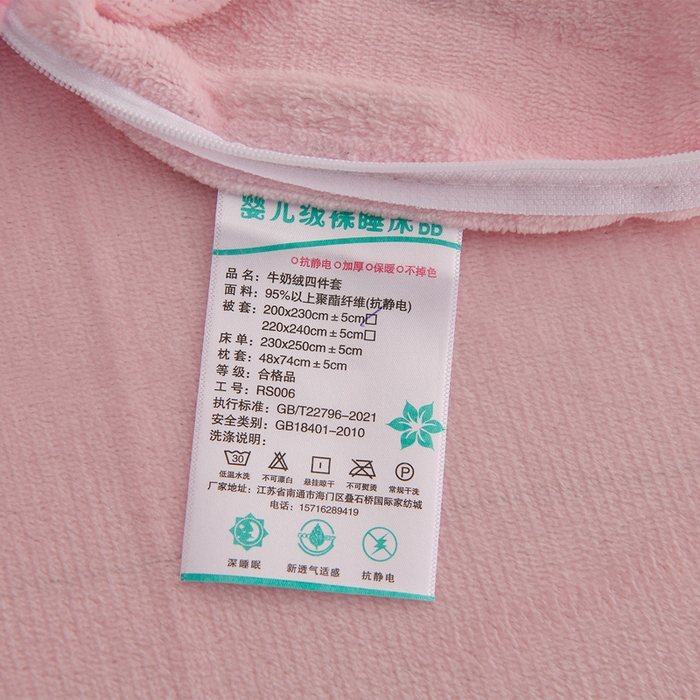 婴儿级裸睡床品
抗静电 加厚 保暖 不掉色
品 名：牛奶绒四件套
面 料：95%以上聚酯纤维(抗静电)
被 套：200x230cm±5cm□
220x240cm±5cm□
床 单：230x250cm±5cm
枕 套：48x74cm±5cm
等 级：合格品
工 号：RS006
执行标准：GB/T22796-2021
安全类别：GB18401-2010
洗涤说明：
30 P
低温水洗 不可漂白 悬挂晾干 不可熨烫 常规干洗
厂家地址：江苏省南通市海门区叠石桥国际家纺城
电话：15716289419
深睡眠 新透气适感 抗静电